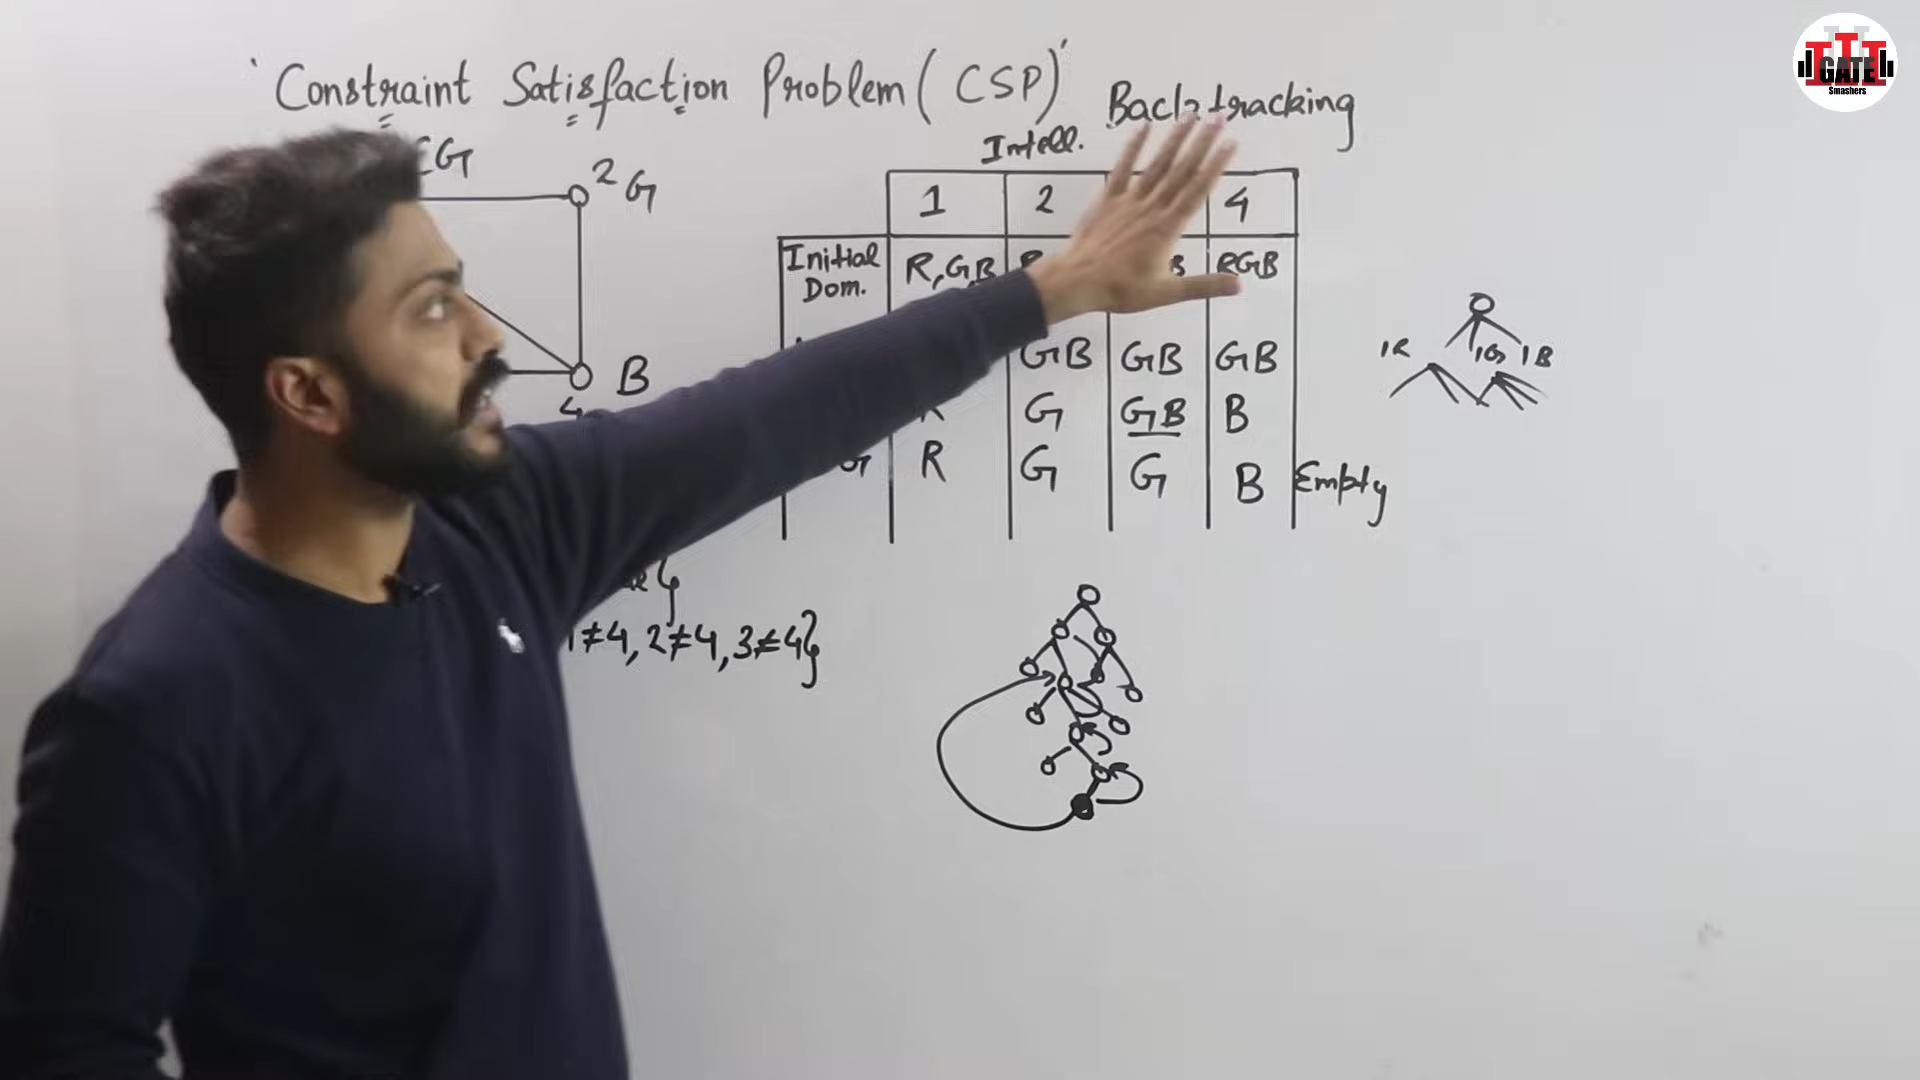 'Constraint Satisfaction Problem (CSP)'
Intell. Backtracking
G
2 G
B
4
1 2 4
Initial Dom. R,G,B B RGB
GB GB GB
G GB B
G R G G B Empty
1≠4, 2≠4, 3≠4}
1R 1G 1B
GATE
Smashers